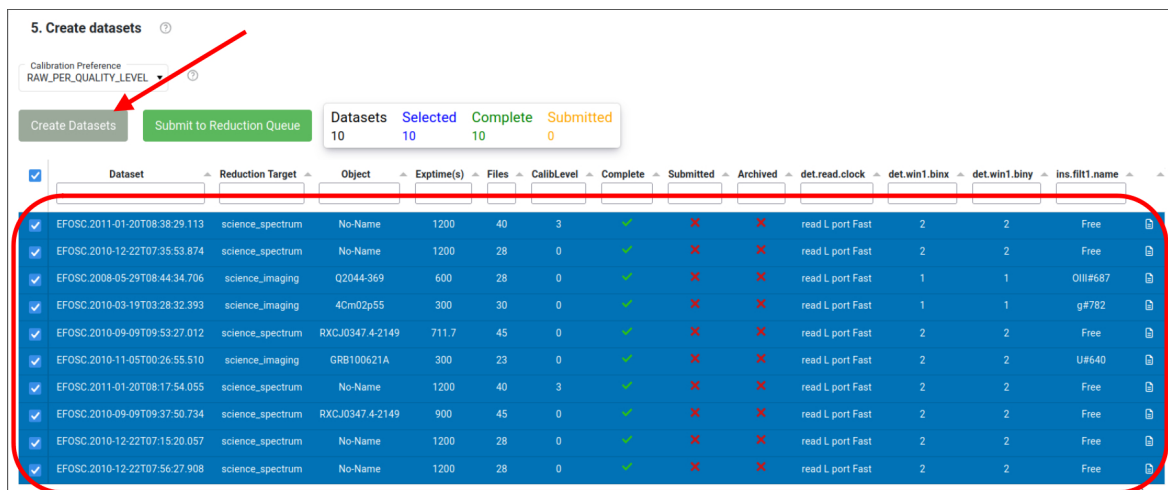 5. Create datasets
Calibration Preference
RAW_PER_QUALITY_LEVEL
Create Datasets Submit to Reduction Queue Datasets Selected Complete Submitted
10 10 10 0
Dataset Reduction Target Object Exptime(s) Files CalibLevel Complete Submitted Archived det.read.clock det.win1.binx det.win1.biny ins.filt1.name
EFOSC.2011-01-20T08:38:29.113 science_spectrum No-Name 1200 40 3 read L port Fast 2 2 Free
EFOSC.2010-12-22T07:35:53.874 science_spectrum No-Name 1200 28 0 read L port Fast 2 2 Free
EFOSC.2008-05-29T08:44:34.706 science_imaging Q2044-369 600 28 0 read L port Fast 1 1 OIII#687
EFOSC.2010-03-19T03:28:32.393 science_imaging 4Cm02p55 300 30 0 read L port Fast 1 1 g#782
EFOSC.2010-09-09T09:53:27.012 science_spectrum RXCJ0347.4-2149 711.7 45 0 read L port Fast 2 2 Free
EFOSC.2010-11-05T00:26:55.510 science_imaging GRB100621A 300 23 0 read L port Fast 2 2 U#640
EFOSC.2011-01-20T08:17:54.055 science_spectrum No-Name 1200 40 3 read L port Fast 2 2 Free
EFOSC.2010-09-09T09:37:50.734 science_spectrum RXCJ0347.4-2149 900 45 0 read L port Fast 2 2 Free
EFOSC.2010-12-22T07:15:20.057 science_spectrum No-Name 1200 28 0 read L port Fast 2 2 Free
EFOSC.2010-12-22T07:56:27.908 science_spectrum No-Name 1200 28 0 read L port Fast 2 2 Free